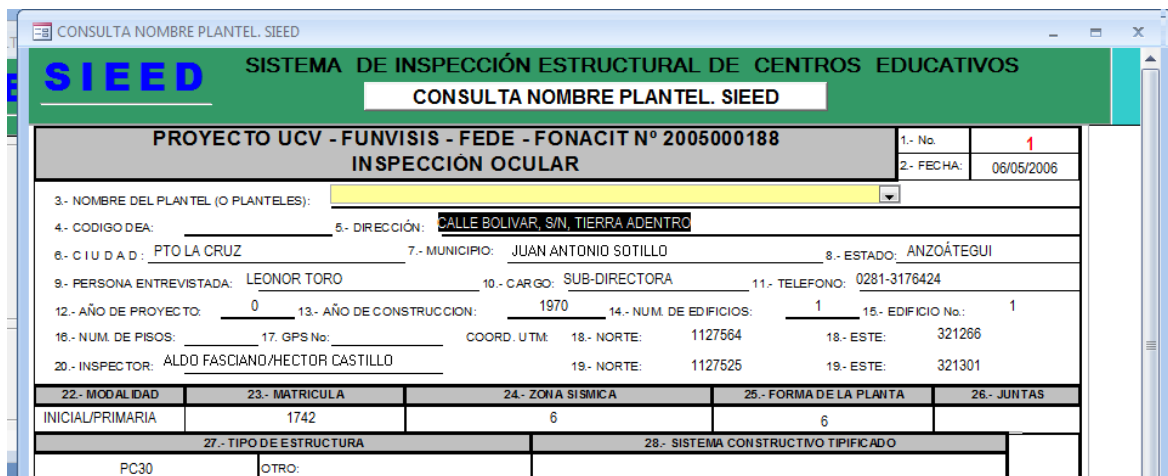 CONSULTA NOMBRE PLANTEL. SIEED
SIEED SISTEMA DE INSPECCIÓN ESTRUCTURAL DE CENTROS EDUCATIVOS
CONSULTA NOMBRE PLANTEL. SIEED
PROYECTO UCV - FUNVISIS - FEDE - FONACIT Nº 2005000188 1.- No. 1
INSPECCIÓN OCULAR 2.- FECHA: 06/05/2006
3.- NOMBRE DEL PLANTEL (O PLANTELES):
4.- CODIGO DEA: 5.- DIRECCIÓN: CALLE BOLIVAR, S/N, TIERRA ADENTRO
6.- C I U D A D : PTO LA CRUZ 7.- MUNICIPIO: JUAN ANTONIO SOTILLO 8.- ESTADO: ANZOÁTEGUI
9.- PERSONA ENTREVISTADA: LEONOR TORO 10.- CARGO: SUB-DIRECTORA 11.- TELEFONO: 0281-3176424
12.- AÑO DE PROYECTO: 0 13.- AÑO DE CONSTRUCCION: 1970 14.- NUM. DE EDIFICIOS: 1 15.- EDIFICIO No.: 1
16.- NUM. DE PISOS: 17. GPS No: COORD. UTM: 18.- NORTE: 1127564 18.- ESTE: 321266
20.- INSPECTOR: ALDO FASCIANO/HECTOR CASTILLO 19.- NORTE: 1127525 19.- ESTE: 321301
22.- MODALIDAD 23.- MATRICULA 24.- ZONA SISMICA 25.- FORMA DE LA PLANTA 26.- JUNTAS
INICIAL/PRIMARIA 1742 6 6
27.- TIPO DE ESTRUCTURA 28.- SISTEMA CONSTRUCTIVO TIPIFICADO
PC30 OTRO: